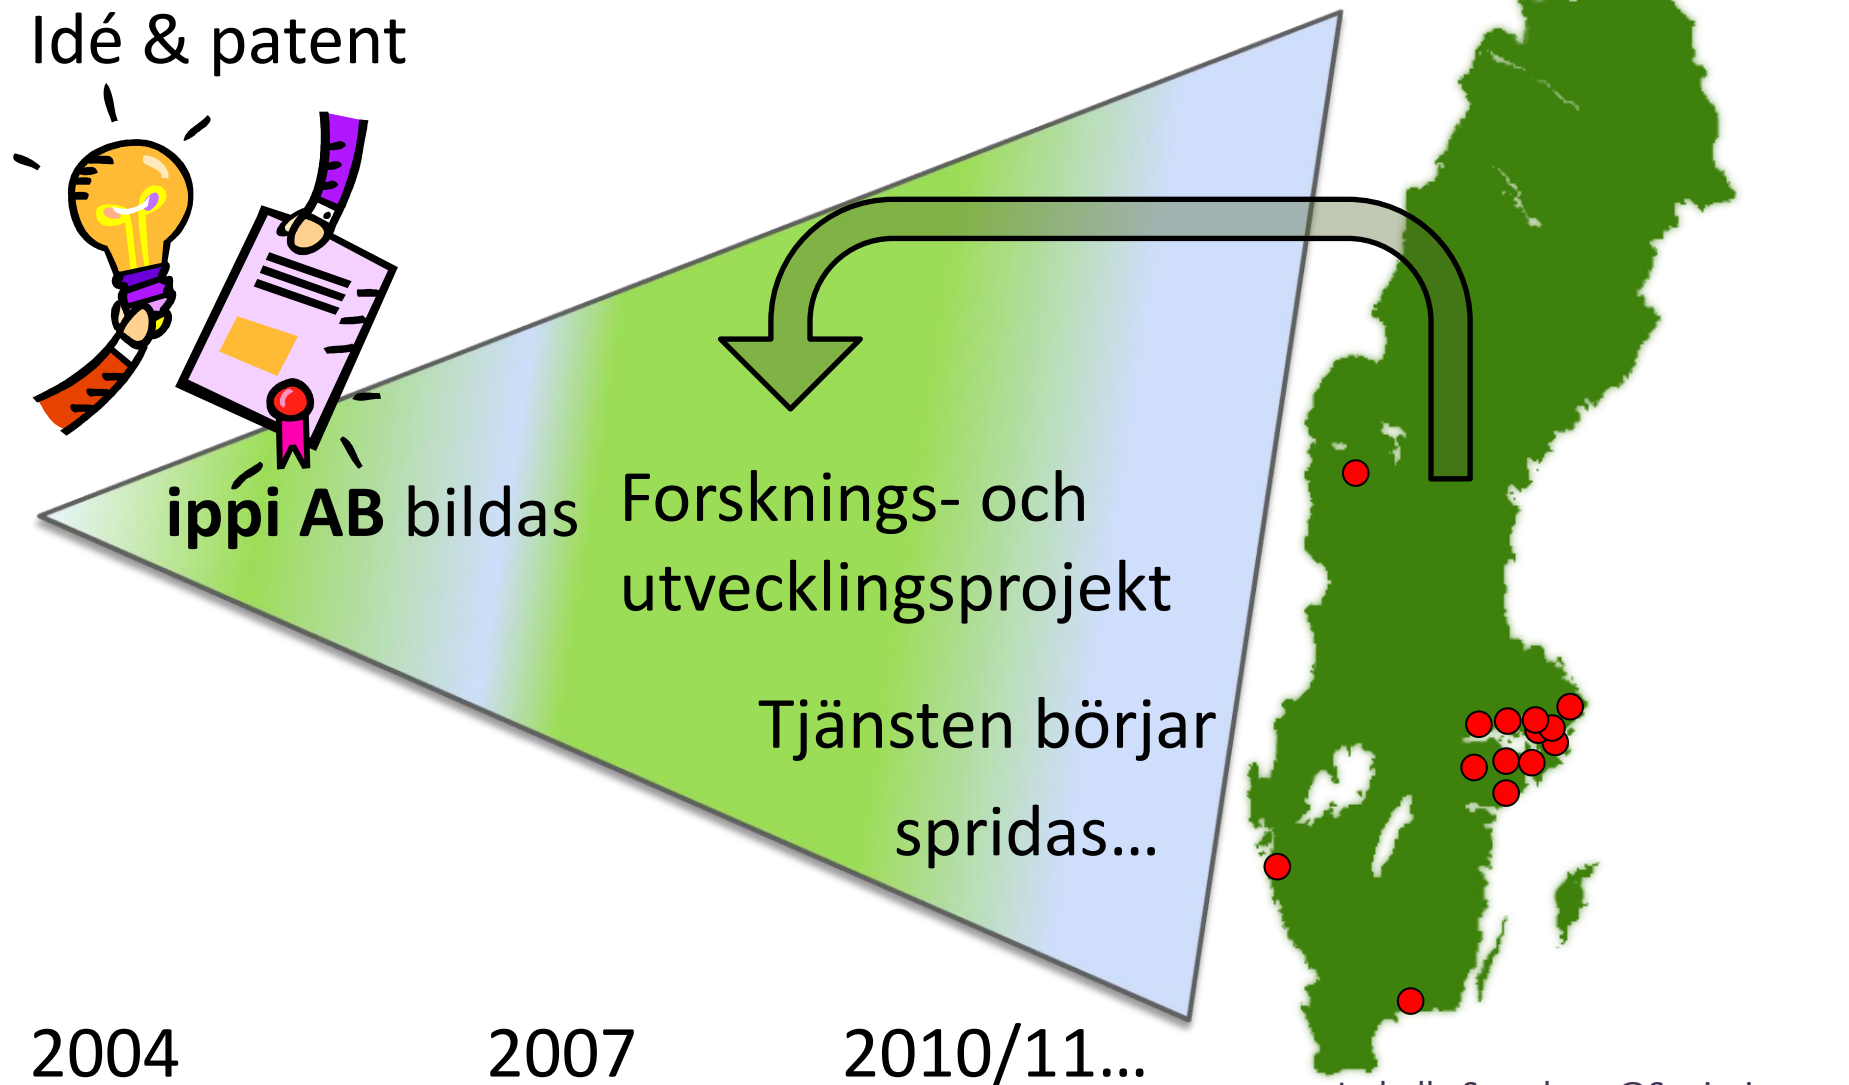 Idé & patent
ippi AB bildas
Forsknings- och
utvecklingsprojekt
Tjänsten börjar
spridas...
2004 2007 2010/11...